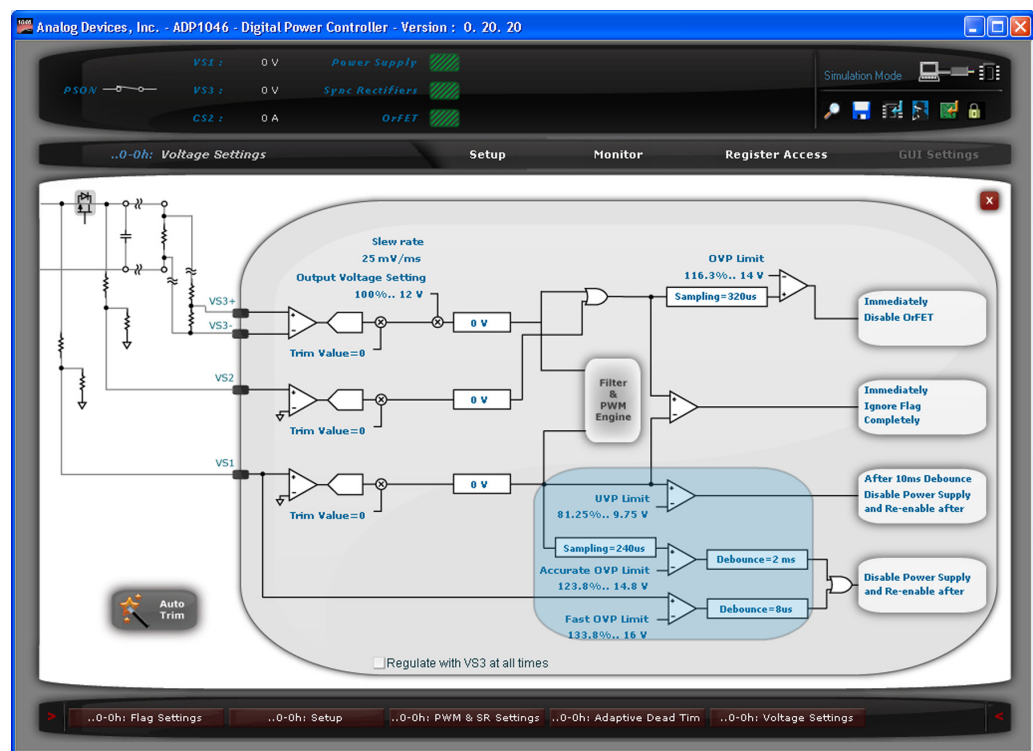 Analog Devices, Inc. - ADP1046 - Digital Power Controller - Version : 0. 20. 20
VS1 : 0 V Power Supply
PSON VS3 : 0 V Sync Rectifiers
CS2 : 0 A OrFET
Simulation Mode
..0-0h: Voltage Settings Setup Monitor Register Access GUI Settings
x
Slew rate
25 mV/ms
Output Voltage Setting
100%.. 12 V
OVP Limit
116.3%.. 14 V
Sampling=320us
VS3+
VS3-
0 V
Trim Value=0
Immediately
Disable OrFET
VS2
0 V
Trim Value=0
Filter
&
PWM
Engine
Immediately
Ignore Flag
Completely
VS1
0 V
Trim Value=0
UVP Limit
81.25%.. 9.75 V
After 10ms Debounce
Disable Power Supply
and Re-enable after
Sampling=240us
Accurate OVP Limit
123.8%.. 14.8 V
Debounce=2 ms
Fast OVP Limit
133.8%.. 16 V
Debounce=8us
Disable Power Supply
and Re-enable after
Auto
Trim
Regulate with VS3 at all times
> ..0-0h: Flag Settings ..0-0h: Setup ..0-0h: PWM & SR Settings ..0-0h: Adaptive Dead Tim ..0-0h: Voltage Settings <